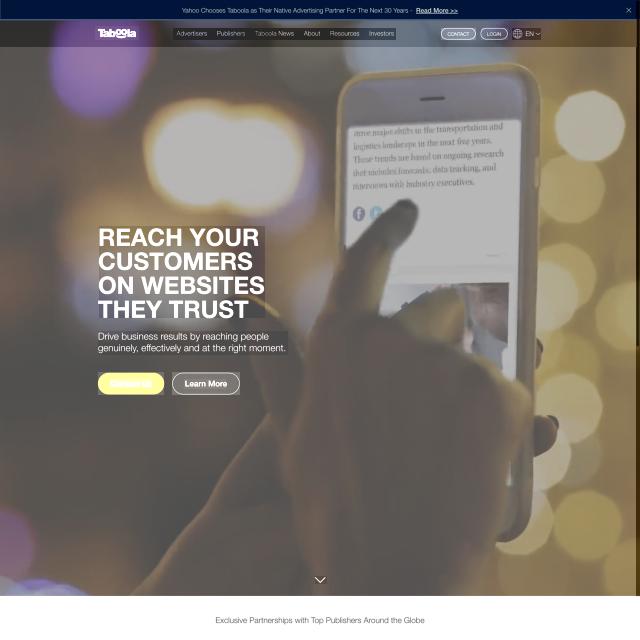 Yahoo Chooses Taboola as Their Native Advertising Partner For The Next 30 Years - Read More >>
Taboola
Advertisers Publishers Taboola News About Resources Investors
CONTACT LOGIN EN
three major shifts in the transportation and
logistics landscape in the next five years.
These trends are based on ongoing research
that includes forecasts, data tracking, and
interviews with industry executives.
REACH YOUR
CUSTOMERS
ON WEBSITES
THEY TRUST
Drive business results by reaching people
genuinely, effectively and at the right moment.
Learn More
Exclusive Partnerships with Top Publishers Around the Globe